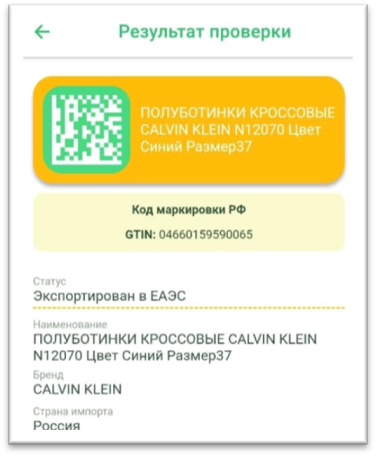 Результат проверки
ПОЛУБОТИНКИ КРОССОВЫЕ
CALVIN KLEIN N12070 Цвет
Синий Размер37
Код маркировки РФ
GTIN: 04660159590065
Статус
Экспортирован в ЕАЭС
Наименование
ПОЛУБОТИНКИ КРОССОВЫЕ CALVIN KLEIN
N12070 Цвет Синий Размер37
Бренд
CALVIN KLEIN
Страна импорта
Россия